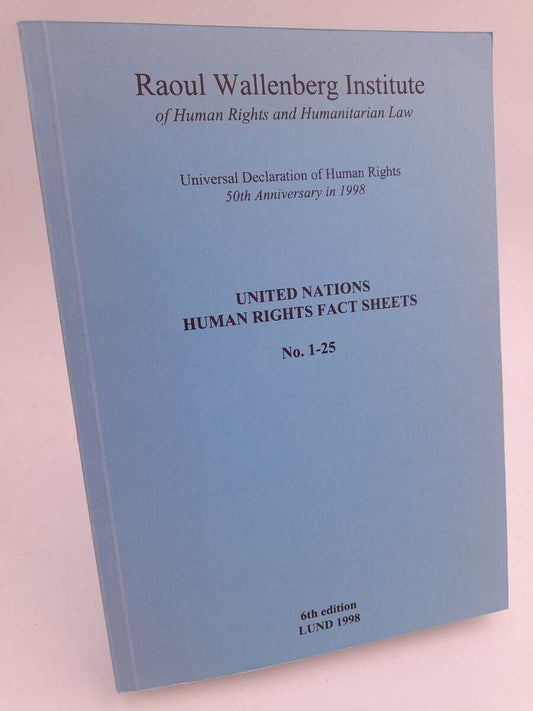 Raoul Wallenberg Institute
of Human Rights and Humanitarian Law
Universal Declaration of Human Rights
50th Anniversary in 1998
UNITED NATIONS
HUMAN RIGHTS FACT SHEETS
No. 1-25
6th edition
LUND 1998